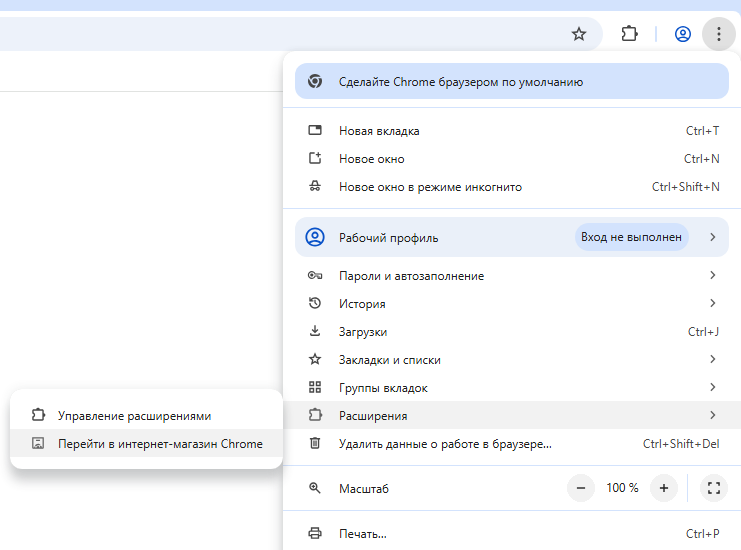 Сделайте Chrome браузером по умолчанию
Новая вкладка Ctrl+T
Новое окно Ctrl+N
Новое окно в режиме инкогнито Ctrl+Shift+N
Рабочий профиль Вход не выполнен
Пароли и автозаполнение
История
Загрузки Ctrl+J
Закладки и списки
Группы вкладок
Расширения
Управление расширениями
Перейти в интернет-магазин Chrome
Удалить данные о работе в браузере... Ctrl+Shift+Del
Масштаб − 100 % +
Печать... Ctrl+P